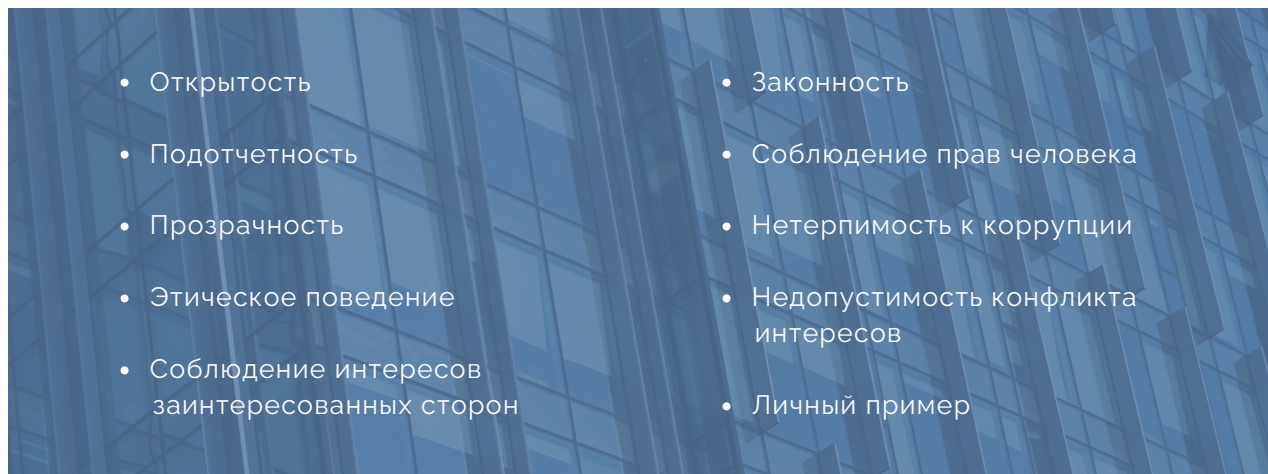 • Открытость
• Подотчетность
• Прозрачность
• Этическое поведение
• Соблюдение интересов
заинтересованных сторон
• Законность
• Соблюдение прав человека
• Нетерпимость к коррупции
• Недопустимость конфликта
интересов
• Личный пример